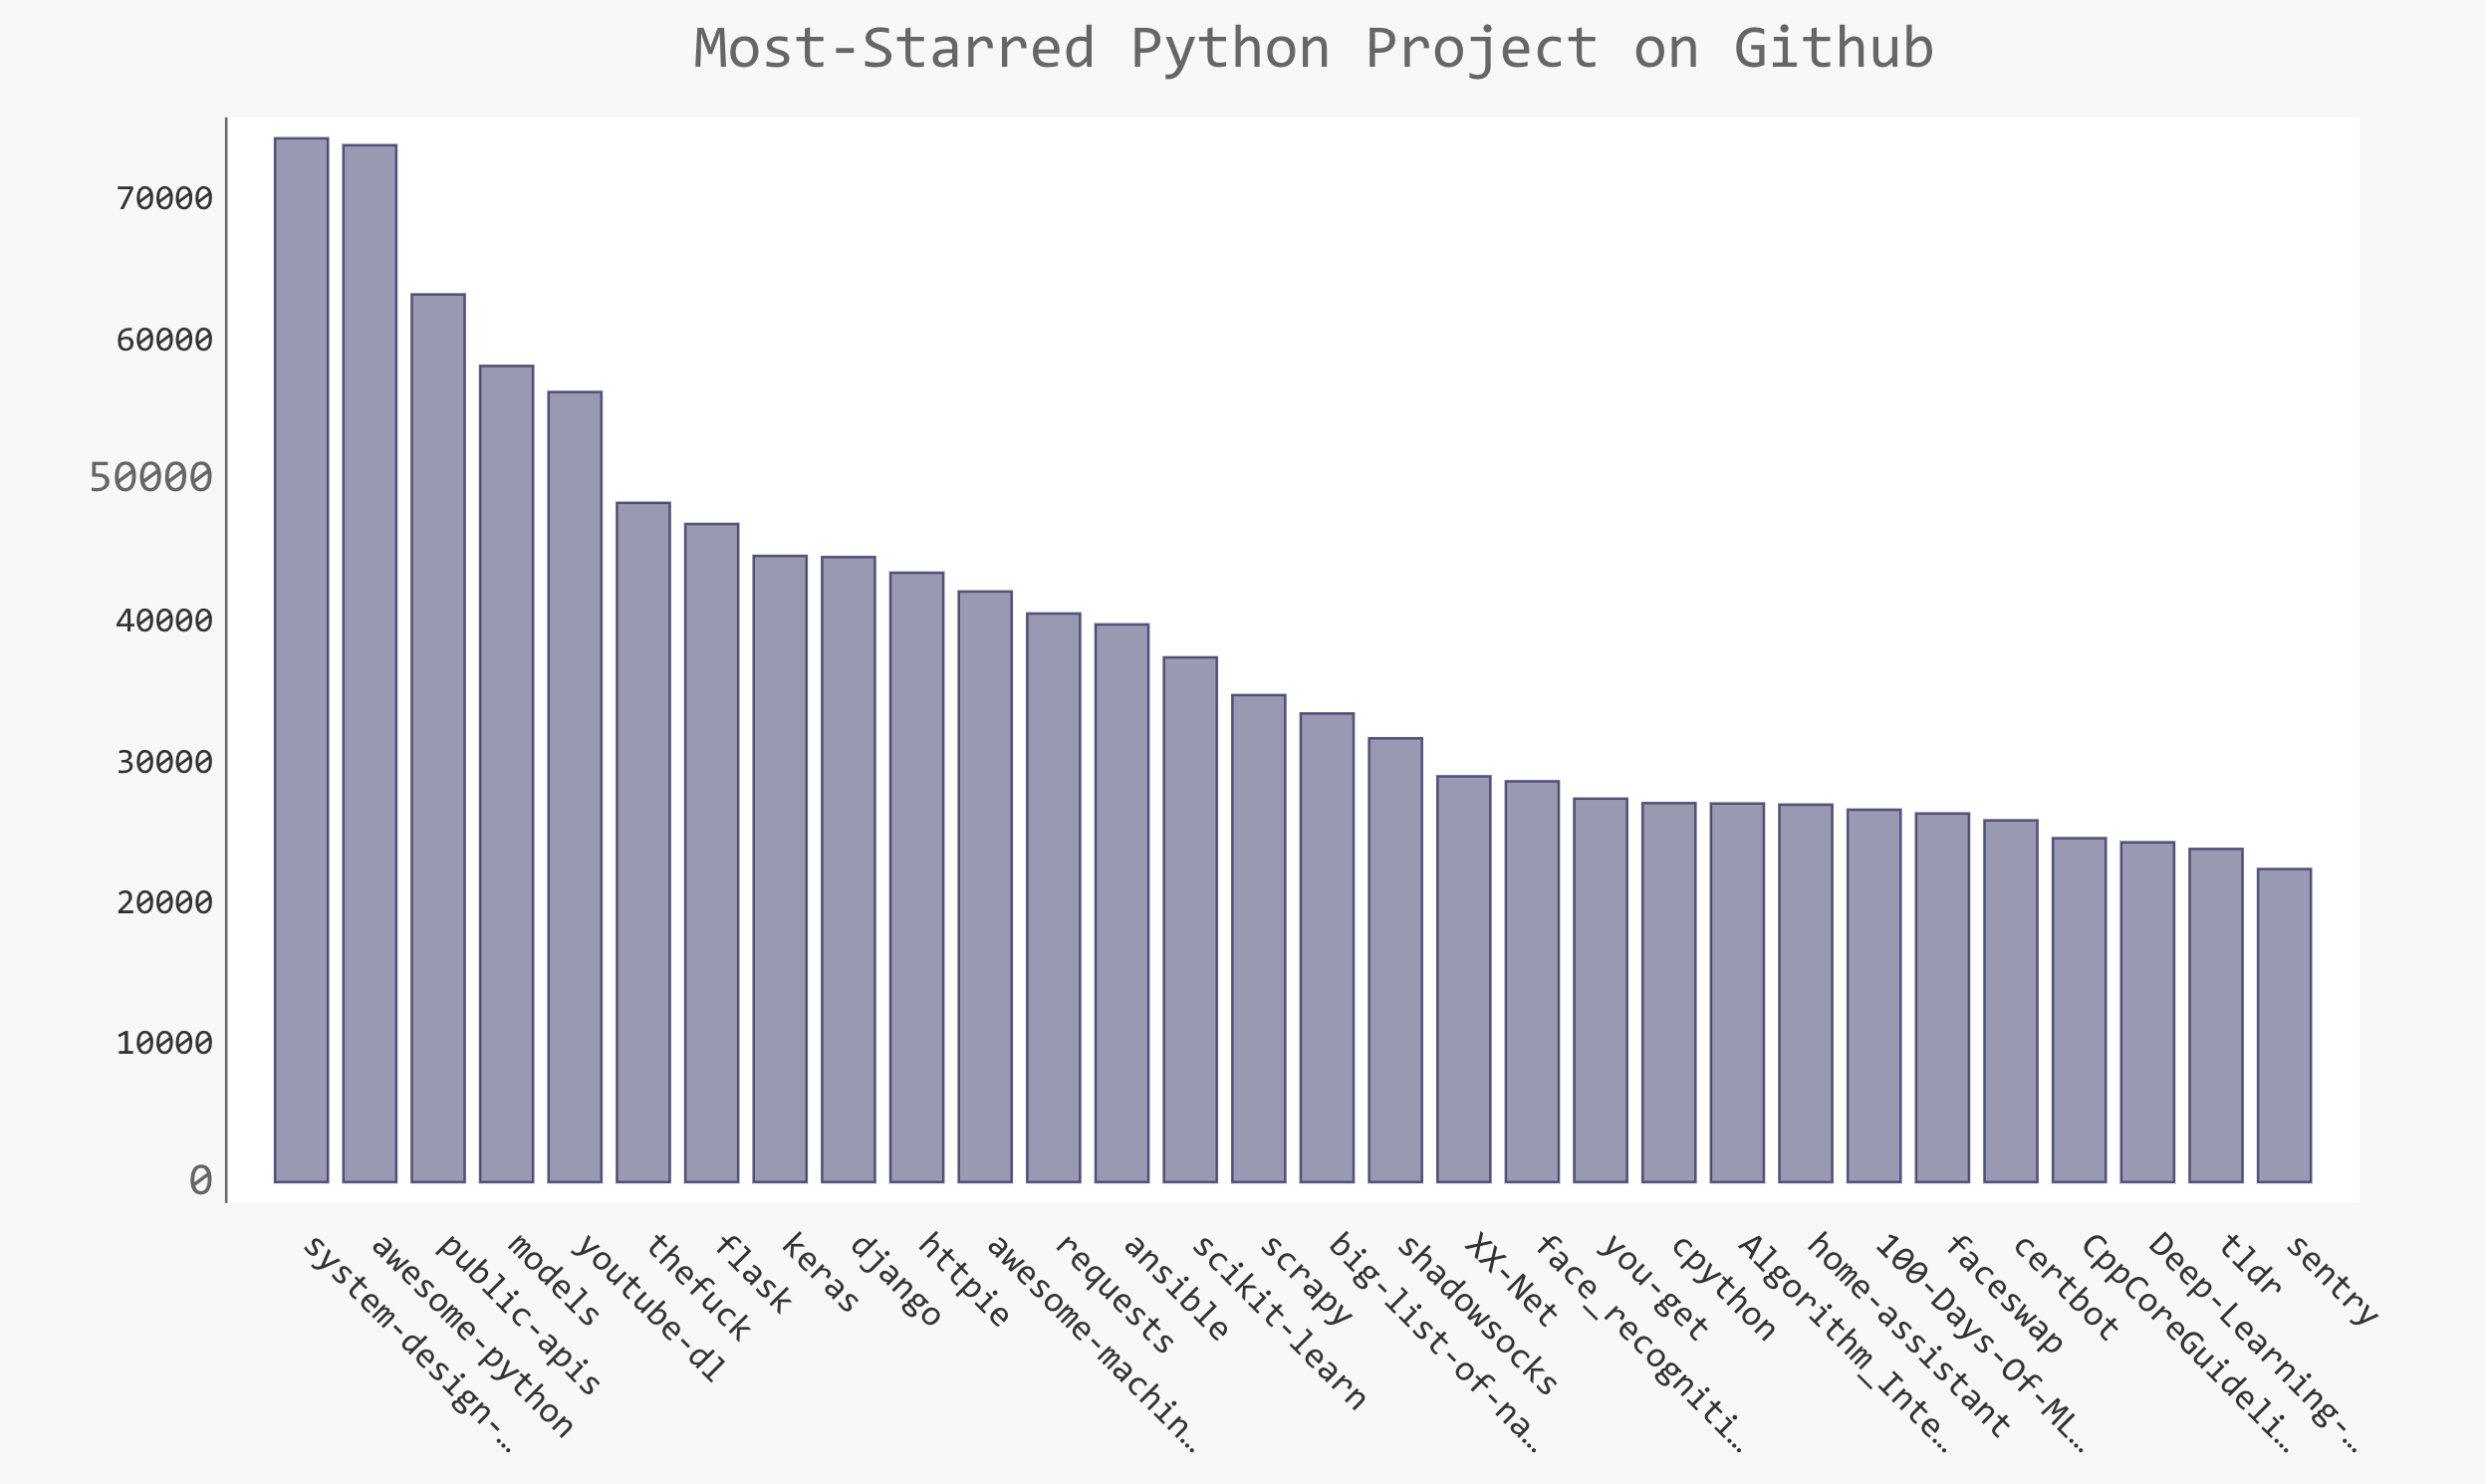 Most-Starred Python Project on Github
70000
60000
50000
40000
30000
20000
10000
0
system-design-…
awesome-python
public-apis
models
youtube-dl
thefuck
flask
keras
django
httpie
awesome-machin…
requests
ansible
scikit-learn
scrapy
big-list-of-na…
shadowsocks
XX-Net
face_recogniti…
you-get
cpython
Algorithm_Inte…
home-assistant
100-Days-Of-ML…
faceswap
certbot
CppCoreGuideli…
Deep-Learning-…
tldr
sentry